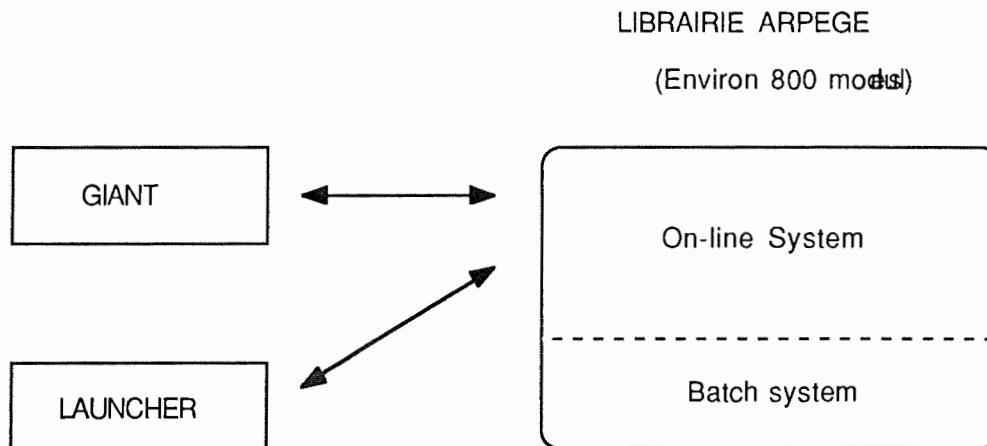 LIBRAIRIE ARPEGE
(Environ 800
GIANT
On-line System
Batch system
LAUNCHER